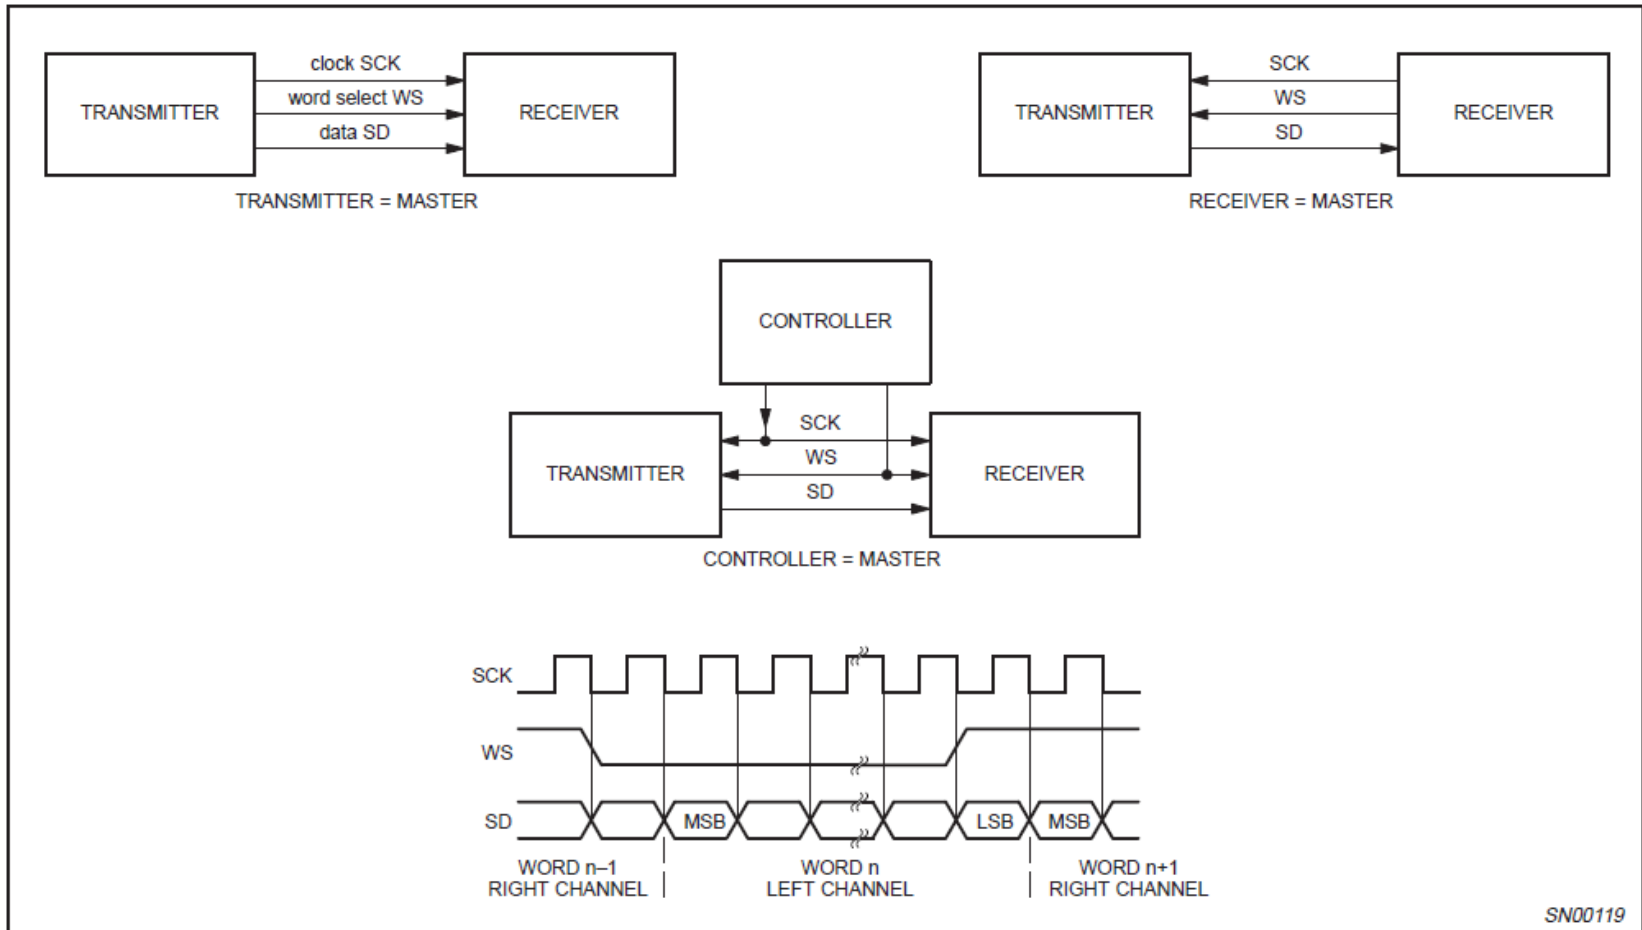 clock SCK
word select WS
data SD
TRANSMITTER
RECEIVER
TRANSMITTER = MASTER
SCK
WS
SD
TRANSMITTER
RECEIVER
RECEIVER = MASTER
CONTROLLER
SCK
WS
SD
TRANSMITTER
RECEIVER
CONTROLLER = MASTER
SCK
WS
SD
MSB
LSB
MSB
WORD n–1
RIGHT CHANNEL
WORD n
LEFT CHANNEL
WORD n+1
RIGHT CHANNEL
SN00119